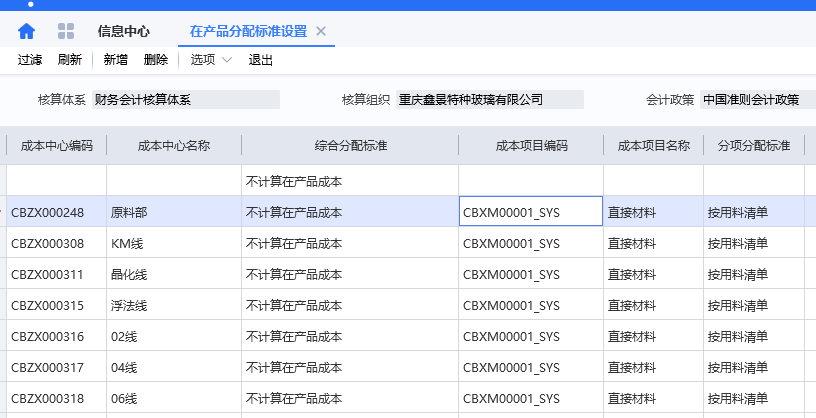 信息中心 在产品分配标准设置
过滤 刷新 新增 删除 选项 退出
核算体系 财务会计核算体系 核算组织 重庆鑫景特种玻璃有限公司 会计政策 中国准则会计政策
成本中心编码 成本中心名称 综合分配标准 成本项目编码 成本项目名称 分项分配标准
不计算在产品成本
CBZX000248 原料部 不计算在产品成本 CBXM00001_SYS 直接材料 按用料清单
CBZX000308 KM线 不计算在产品成本 CBXM00001_SYS 直接材料 按用料清单
CBZX000311 晶化线 不计算在产品成本 CBXM00001_SYS 直接材料 按用料清单
CBZX000315 浮法线 不计算在产品成本 CBXM00001_SYS 直接材料 按用料清单
CBZX000316 02线 不计算在产品成本 CBXM00001_SYS 直接材料 按用料清单
CBZX000317 04线 不计算在产品成本 CBXM00001_SYS 直接材料 按用料清单
CBZX000318 06线 不计算在产品成本 CBXM00001_SYS 直接材料 按用料清单